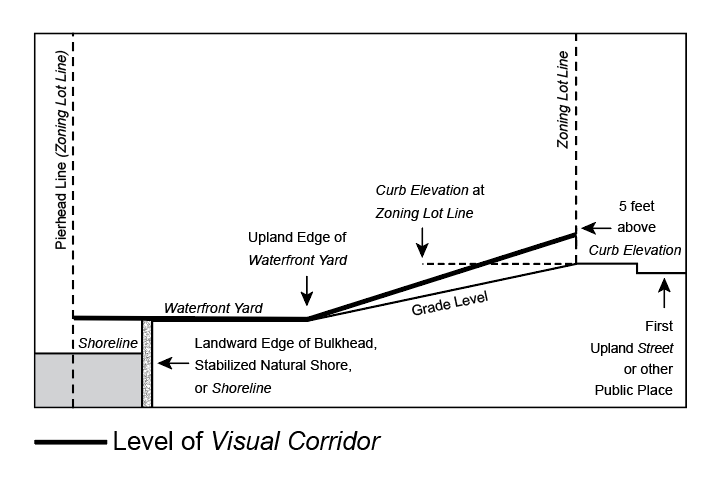 Pierhead Line (Zoning Lot Line)
Zoning Lot Line
Curb Elevation at
Zoning Lot Line
5 feet
above
Curb Elevation
Upland Edge of
Waterfront Yard
Waterfront Yard
Grade Level
Shoreline
Landward Edge of Bulkhead,
Stabilized Natural Shore,
or Shoreline
First
Upland Street
or other
Public Place
Level of Visual Corridor